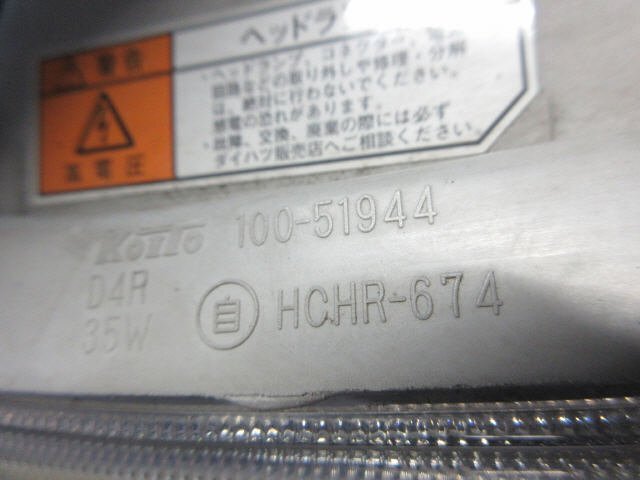 警告
高電圧
ヘッドラ
・ヘッドランプ、コネクター、
回路などの取り外しや修理・分解
は、絶対に行わないでください。
感電の恐れがあります。
・故障、交換、廃棄の際には必ず
ダイハツ販売店へご相談ください。
KOITO 100-51944
D4R
35W 自 HCHR-674